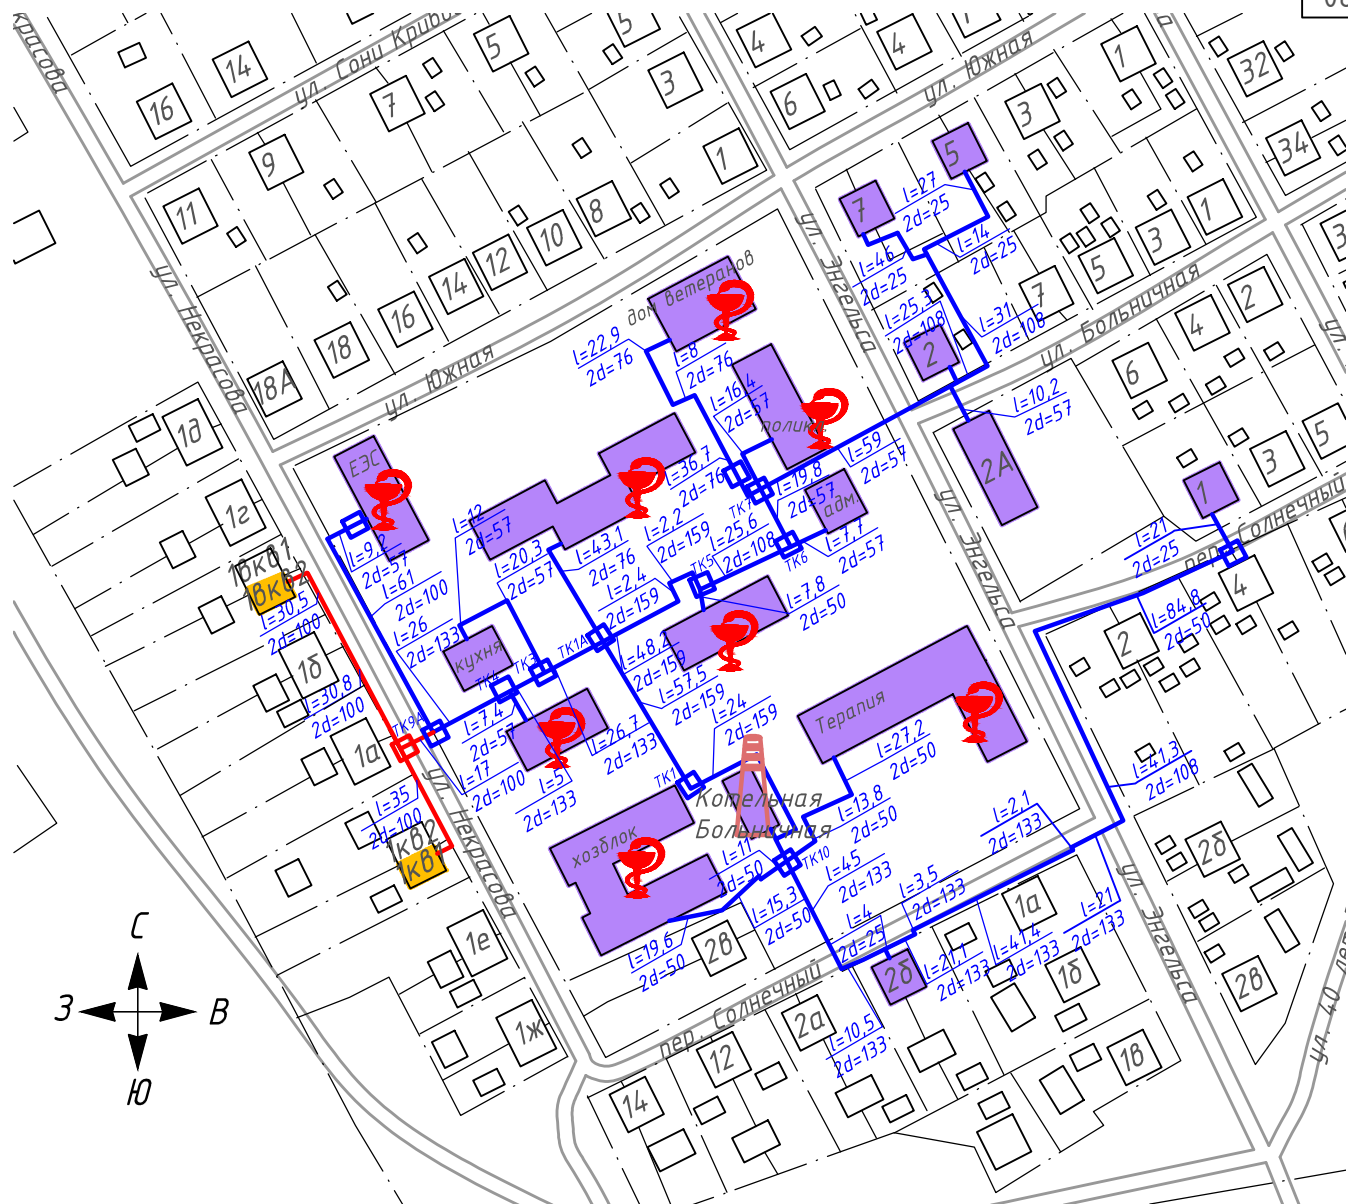 ул. Южная
ул. Южная
ул. Некрасова
ул. Некрасова
ул. Энгельса
ул. Энгельса
ул. Энгельса
ул. Больничная
пер. Солнечный
пер. Солнечный
14
16
9
11
7
5
5
3
1
4
4
6
1
3
32
34
8
10
12
14
16
18
18А
7
5
2
7
5
3
1
2
4
6
5
3
1
4
2
2А
1д
1г
1вкв1
1вкв2
1б
1а
1кв2
1е
1ж
2в
2б
2а
12
14
1а
1б
1в
2б
2в
дом ветеранов
полик.
адм.
ЕЭС
кухня
Терапия
хозблок
Котельная
Больничная
ТК1
ТК1А
ТК3
ТК4
ТК5
ТК6
ТК7
ТК9А
ТК10
l=27
2d=25
l=14
2d=25
l=46
2d=25
l=25,3
2d=108
l=31
2d=108
l=10,2
2d=57
l=59
2d=57
l=22,9
2d=76
l=8
2d=76
l=16,4
2d=57
l=36,7
2d=76
l=19,8
2d=57
l=7,7
2d=57
l=25,6
2d=108
l=2,2
2d=159
l=7,8
2d=50
l=43,1
2d=76
l=2,4
2d=159
l=12
2d=57
l=20,3
2d=57
l=9,2
2d=57
l=61
2d=100
l=26
2d=133
l=30,5
2d=100
l=30,8
2d=100
l=35
2d=100
l=17
2d=100
l=7,4
2d=57
l=5
2d=133
l=26,7
2d=133
l=48,2
2d=159
l=57,5
2d=159
l=24
2d=159
l=27,2
2d=50
l=13,8
2d=50
l=11
2d=50
l=45
2d=133
l=15,3
2d=50
l=19,6
2d=50
l=4
2d=25
l=3,5
2d=133
l=2,1
2d=133
l=21,1
2d=133
l=41,4
2d=133
l=21
2d=133
l=10,5
2d=133
l=41,3
2d=108
l=84,8
2d=50
l=21
2d=25
С
З
В
Ю